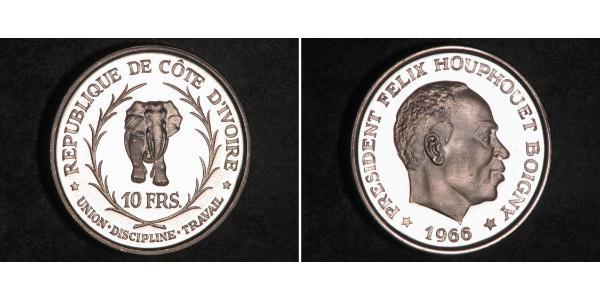 REPUBLIQUE DE CÔTE D'IVOIRE
10 FRS.
UNION · DISCIPLINE · TRAVAIL
PRESIDENT FELIX HOUPHOUET BOIGNY
1966